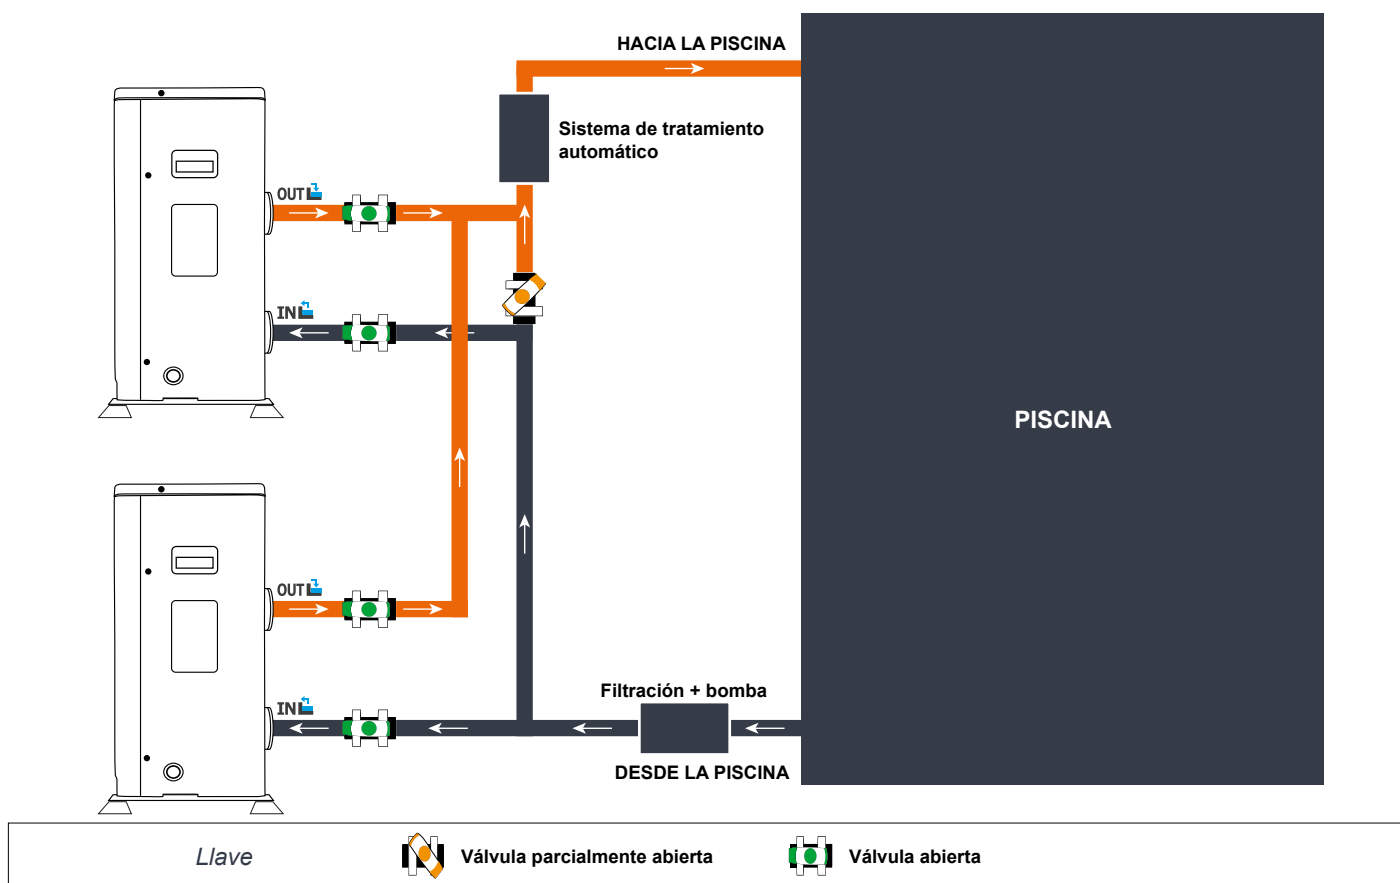 HACIA LA PISCINA
Sistema de tratamiento
automático
OUT
IN
PISCINA
OUT
IN
Filtración + bomba
DESDE LA PISCINA
Llave
Válvula parcialmente abierta
Válvula abierta